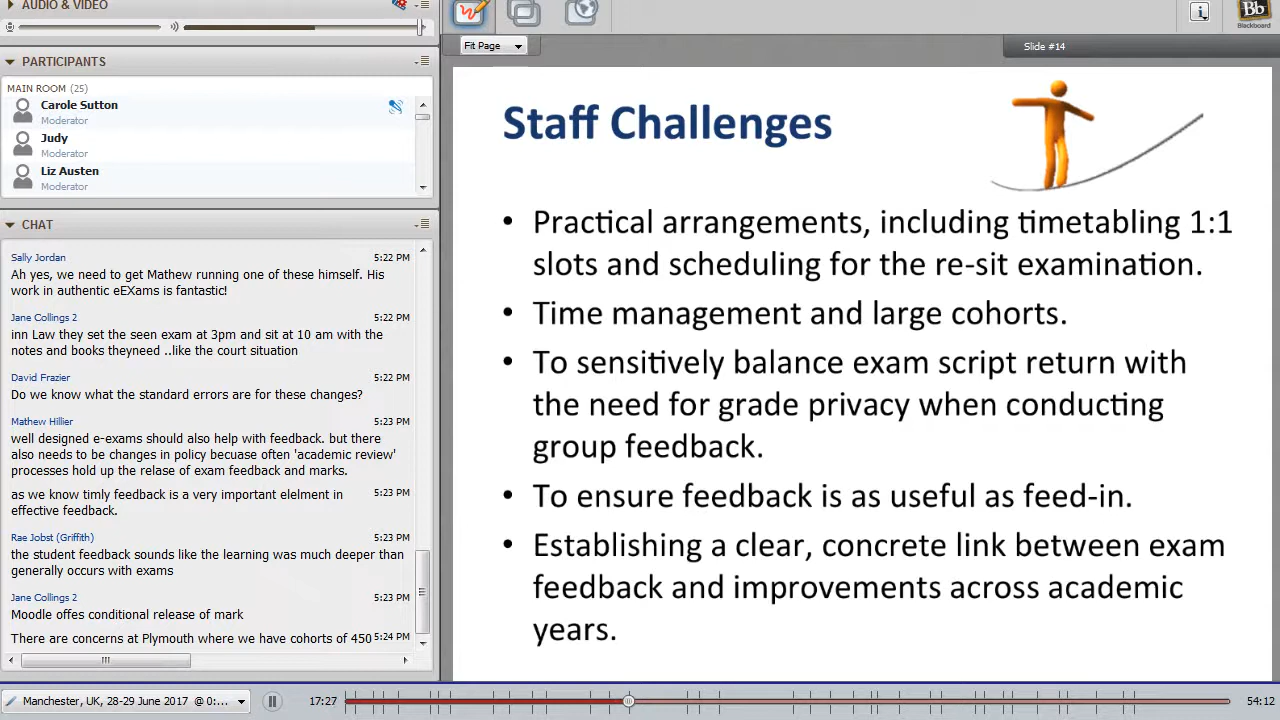 AUDIO & VIDEO
PARTICIPANTS
MAIN ROOM (25)
Carole Sutton
Moderator
Judy
Moderator
Liz Austen
Moderator
CHAT
Sally Jordan 5:22 PM
Ah yes, we need to get Mathew running one of these himself. His
work in authentic eEXams is fantastic!
Jane Collings 2 5:22 PM
inn Law they set the seen exam at 3pm and sit at 10 am with the
notes and books theyneed ..like the court situation
David Frazier 5:22 PM
Do we know what the standard errors are for these changes?
Mathew Hillier 5:23 PM
well designed e-exams should also help with feedback. but there
also needs to be changes in policy becuase often 'academic review'
processes hold up the relase of exam feedback and marks.
as we know timly feedback is a very important elelment in 5:23 PM
effective feedback.
Rae Jobst (Griffith) 5:23 PM
the student feedback sounds like the learning was much deeper than
generally occurs with exams
Jane Collings 2 5:23 PM
Moodle offers conditional release of mark
There are concerns at Plymouth where we have cohorts of 450 5:24 PM
Manchester, UK, 28-29 June 2017 @ 0:...
17:27
54:12
Fit Page
Slide #14
Bb
Blackboard
Staff Challenges
• Practical arrangements, including timetabling 1:1
slots and scheduling for the re-sit examination.
• Time management and large cohorts.
• To sensitively balance exam script return with
the need for grade privacy when conducting
group feedback.
• To ensure feedback is as useful as feed-in.
• Establishing a clear, concrete link between exam
feedback and improvements across academic
years.